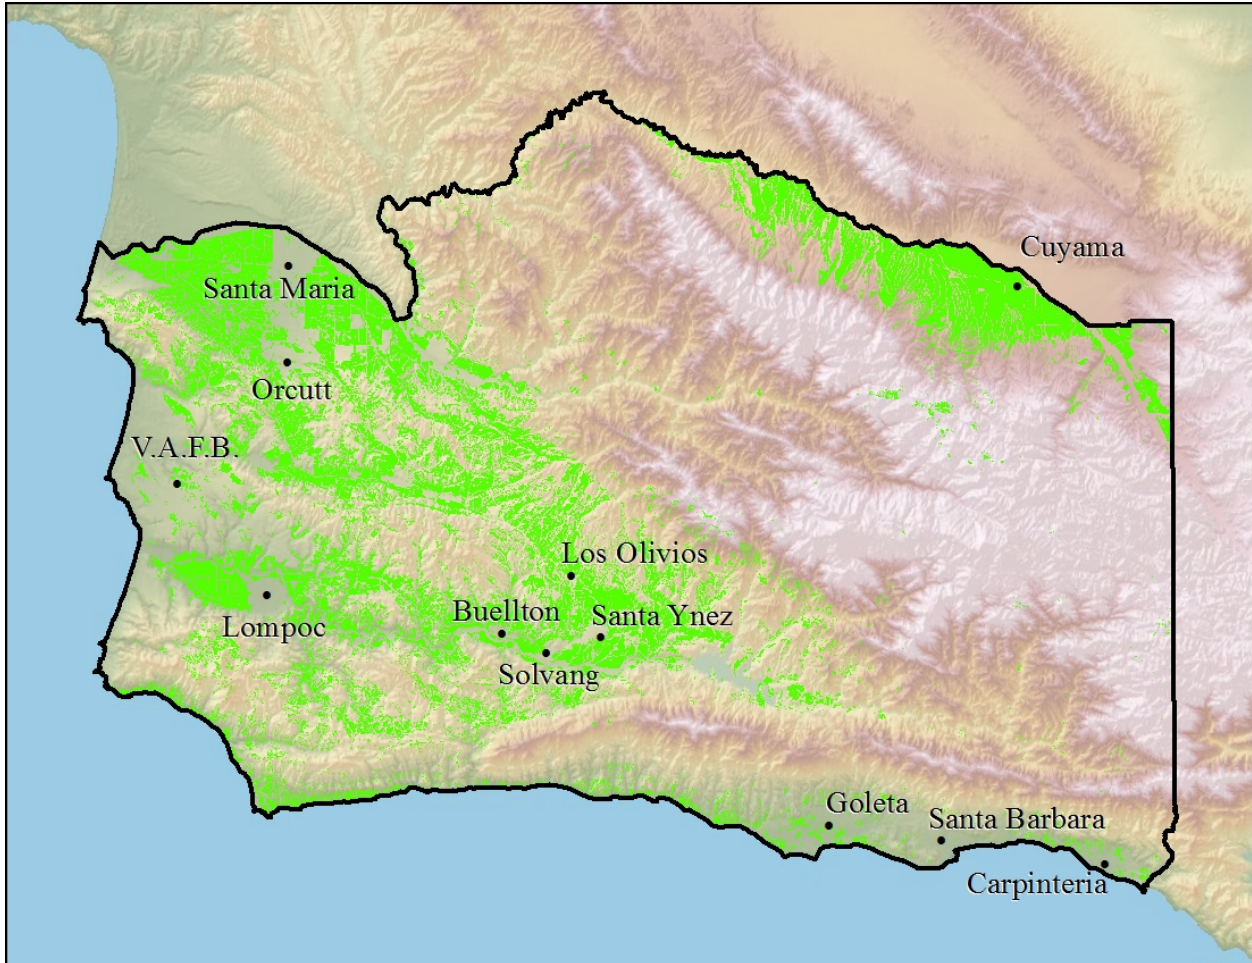 Cuyama
Santa Maria
Orcutt
V.A.F.B.
Los Olivios
Buellton
Santa Ynez
Lompoc
Solvang
Goleta
Santa Barbara
Carpinteria